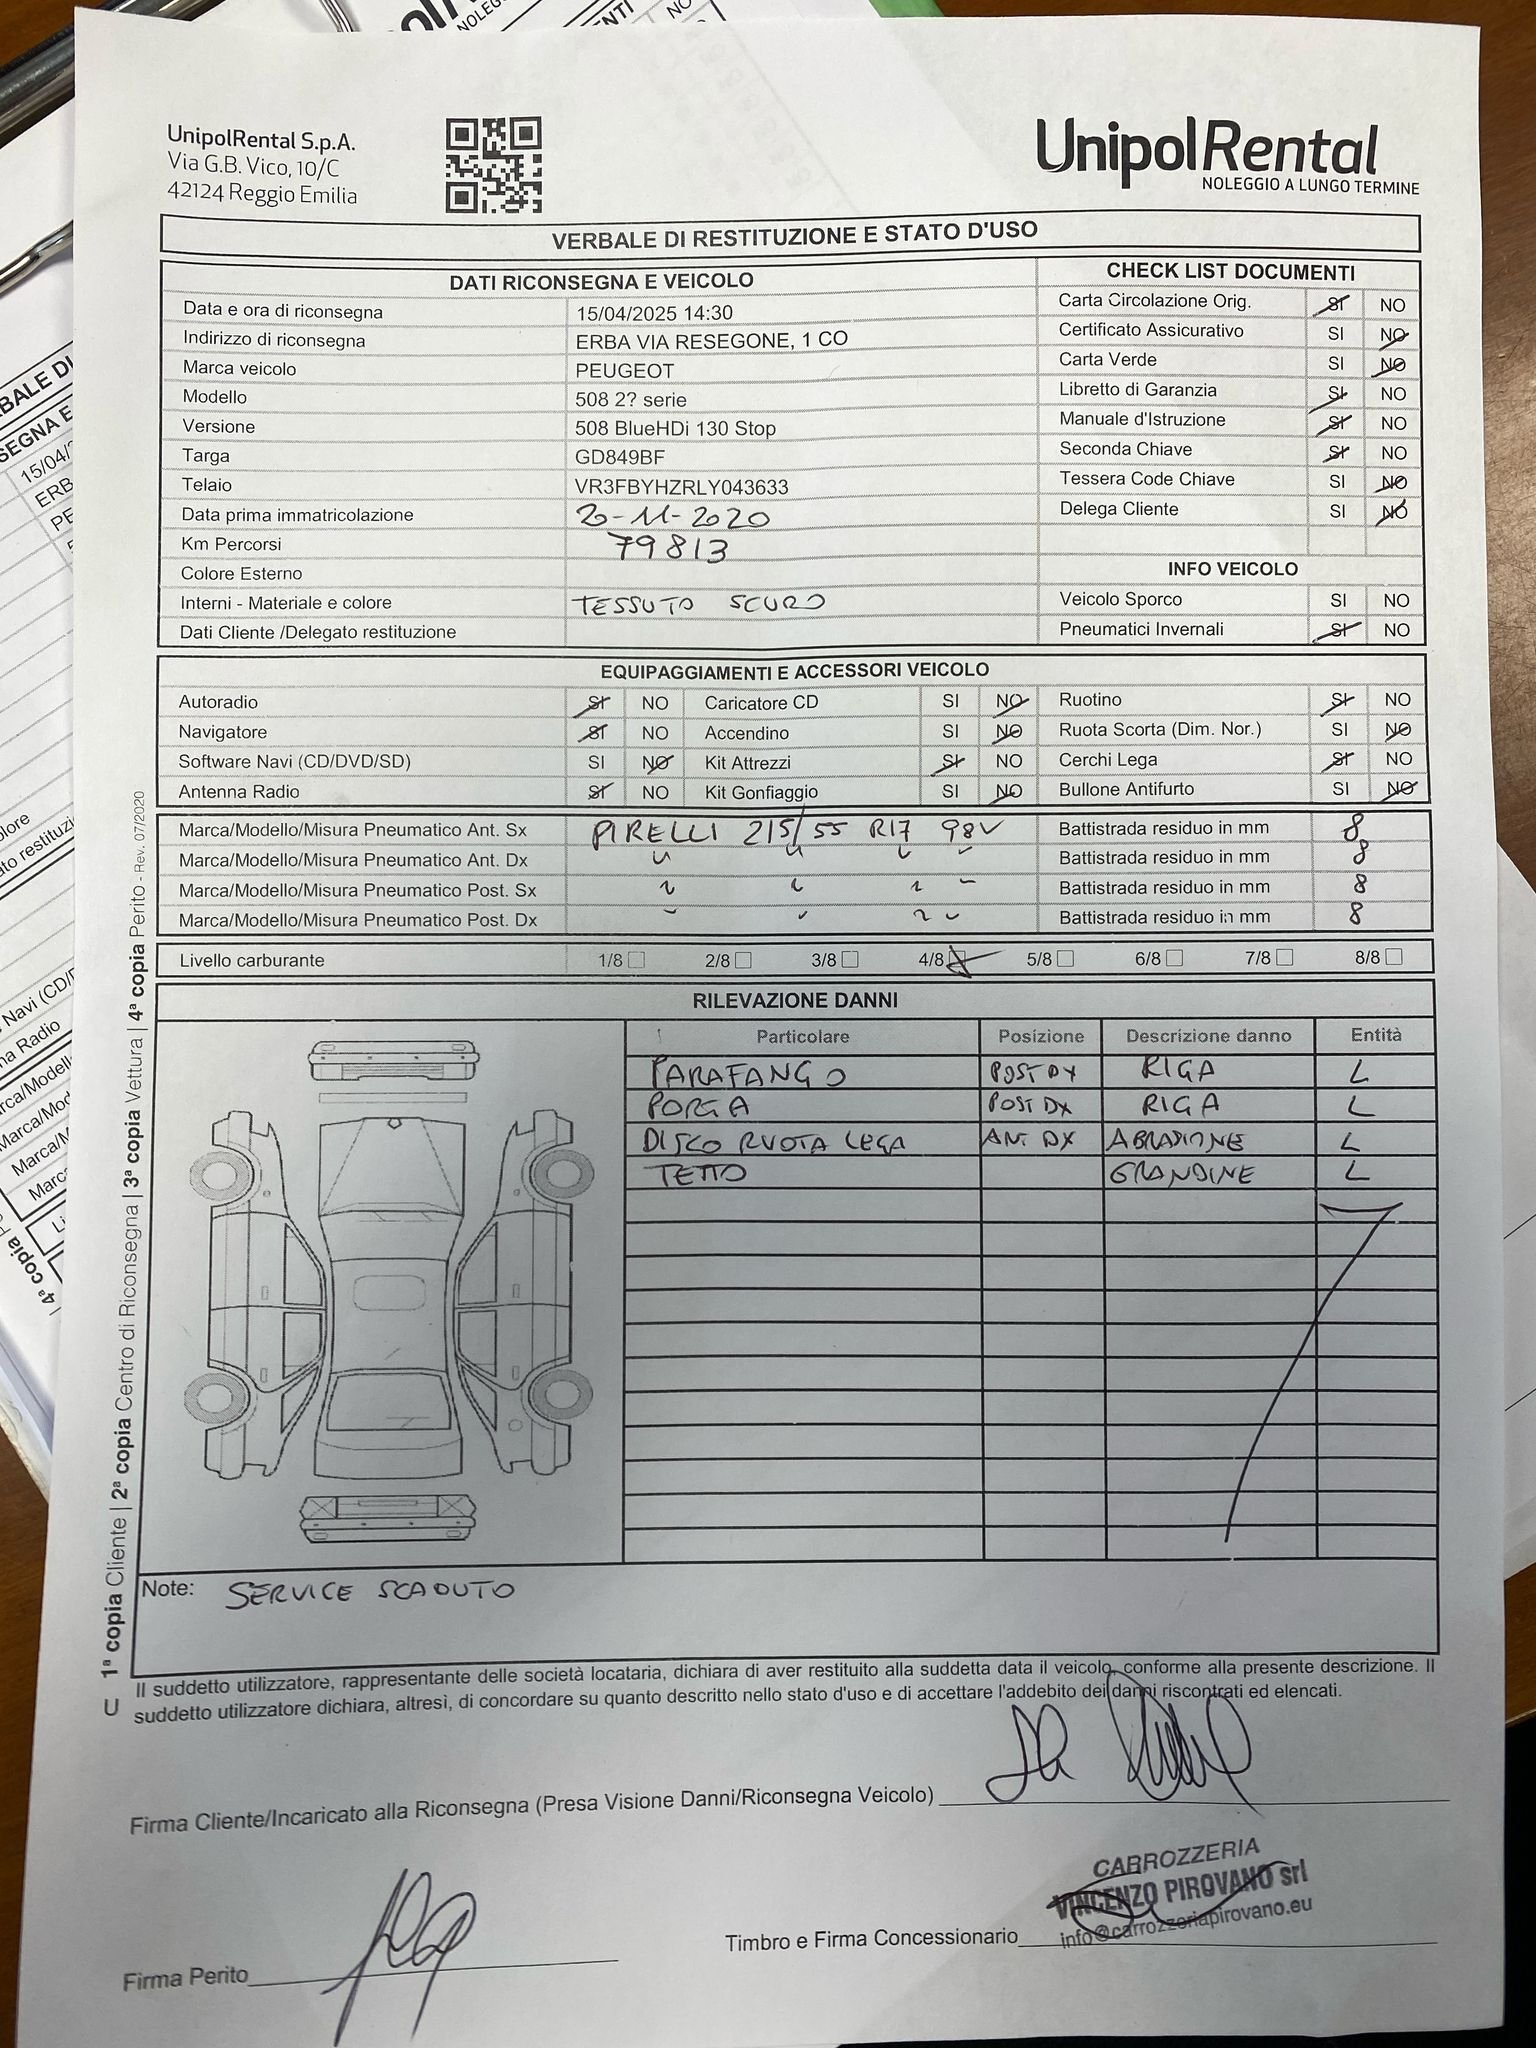 UnipolRental S.p.A.
Via G.B. Vico, 10/C
42124 Reggio Emilia
UnipolRental
NOLEGGIO A LUNGO TERMINE
VERBALE DI RESTITUZIONE E STATO D'USO
DATI RICONSEGNA E VEICOLO
Data e ora di riconsegna 15/04/2025 14:30
Indirizzo di riconsegna ERBA VIA RESEGONE, 1 CO
Marca veicolo PEUGEOT
Modello 508 2? serie
Versione 508 BlueHDi 130 Stop
Targa GD849BF
Telaio VR3FBYHZRLY043633
Data prima immatricolazione 20-11-2020
Km Percorsi 79813
Colore Esterno
Interni - Materiale e colore TESSUTO SCURO
Dati Cliente /Delegato restituzione
CHECK LIST DOCUMENTI
Carta Circolazione Orig. SI NO
Certificato Assicurativo SI NO
Carta Verde SI NO
Libretto di Garanzia SI NO
Manuale d'Istruzione SI NO
Seconda Chiave SI NO
Tessera Code Chiave SI NO
Delega Cliente SI NO
INFO VEICOLO
Veicolo Sporco SI NO
Pneumatici Invernali SI NO
EQUIPAGGIAMENTI E ACCESSORI VEICOLO
Autoradio SI NO Caricatore CD SI NO Ruotino SI NO
Navigatore SI NO Accendino SI NO Ruota Scorta (Dim. Nor.) SI NO
Software Navi (CD/DVD/SD) SI NO Kit Attrezzi SI NO Cerchi Lega SI NO
Antenna Radio SI NO Kit Gonfiaggio SI NO Bullone Antifurto SI NO
Marca/Modello/Misura Pneumatico Ant. Sx PIRELLI 215/55 R17 98V Battistrada residuo in mm 8
Marca/Modello/Misura Pneumatico Ant. Dx Battistrada residuo in mm 8
Marca/Modello/Misura Pneumatico Post. Sx Battistrada residuo in mm 8
Marca/Modello/Misura Pneumatico Post. Dx Battistrada residuo in mm 8
Livello carburante 1/8 2/8 3/8 4/8 5/8 6/8 7/8 8/8
RILEVAZIONE DANNI
Particolare Posizione Descrizione danno Entità
PARAFANGO POST DX RIGA L
PORTA POST DX RIGA L
DISCO RUOTA LEGA ANT. DX ABRASIONE L
TETTO GRANDINE L
Note: SERVICE SCADUTO
Il suddetto utilizzatore, rappresentante delle società locataria, dichiara di aver restituito alla suddetta data il veicolo, conforme alla presente descrizione. Il
suddetto utilizzatore dichiara, altresì, di concordare su quanto descritto nello stato d'uso e di accettare l'addebito dei danni riscontrati ed elencati.
Firma Cliente/Incaricato alla Riconsegna (Presa Visione Danni/Riconsegna Veicolo)
Firma Perito
Timbro e Firma Concessionario
CARROZZERIA
VINCENZO PIROVANO srl
info@carrozzeriapirovano.eu
U 1ª copia Cliente | 2ª copia Centro di Riconsegna | 3ª copia Vettura | 4ª copia Perito - Rev. 07/2020